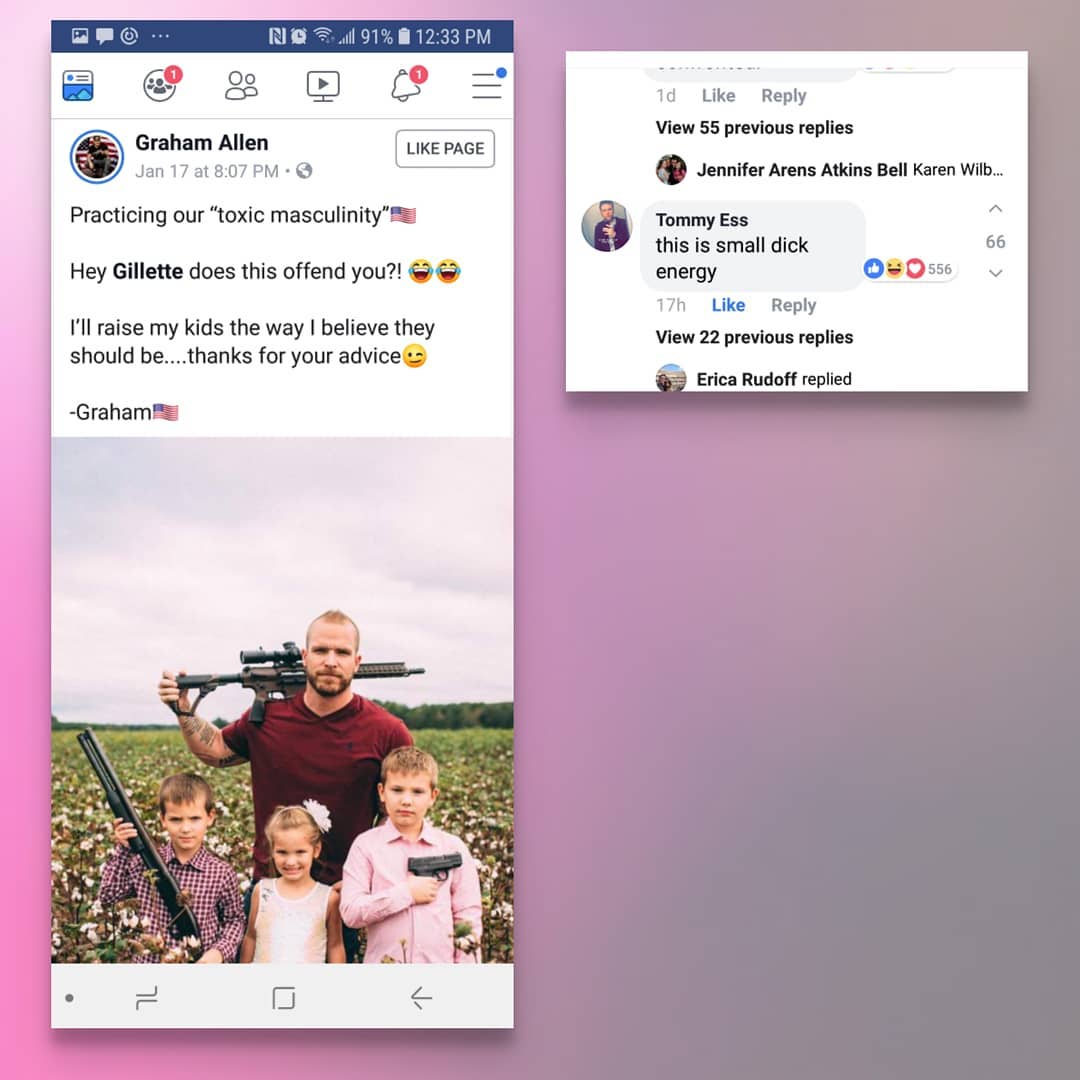 91% 12:33 PM
1
1
Graham Allen
LIKE PAGE
Jan 17 at 8:07 PM •
Practicing our “toxic masculinity”🇺🇸
Hey Gillette does this offend you?! 😂😂
I’ll raise my kids the way I believe they
should be....thanks for your advice😉
-Graham🇺🇸
1d Like Reply
View 55 previous replies
Jennifer Arens Atkins Bell Karen Wilb...
Tommy Ess
this is small dick
energy
556
66
17h Like Reply
View 22 previous replies
Erica Rudoff replied